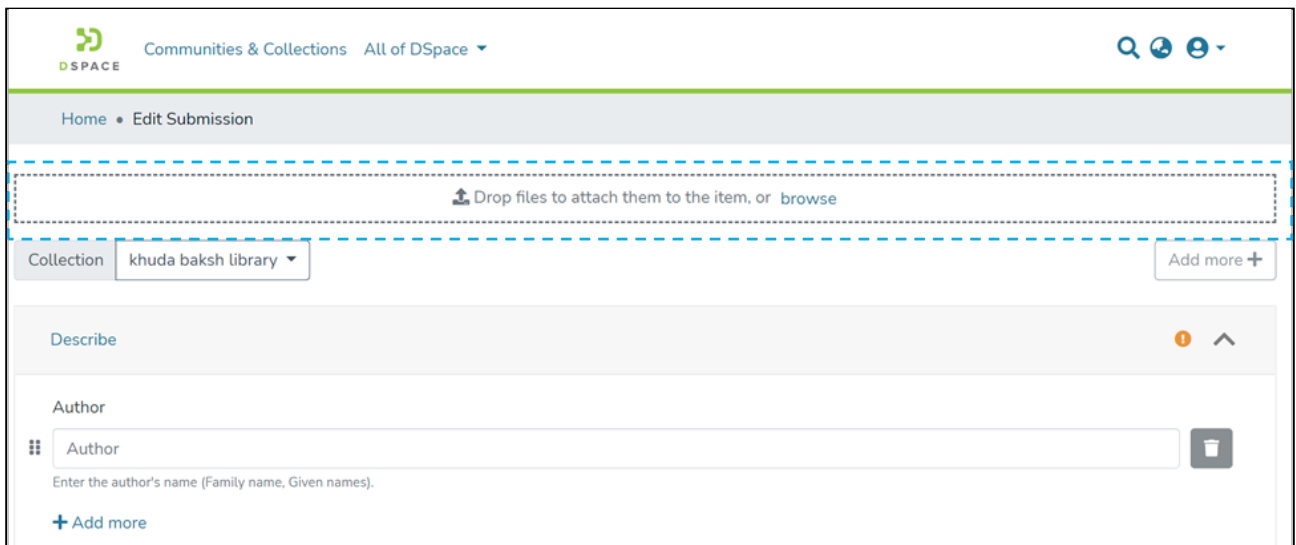 DSPACE
Communities & Collections All of DSpace
Home • Edit Submission
Drop files to attach them to the item, or browse
Collection khuda baksh library Add more +
Describe
Author
Author
Enter the author's name (Family name, Given names).
+ Add more